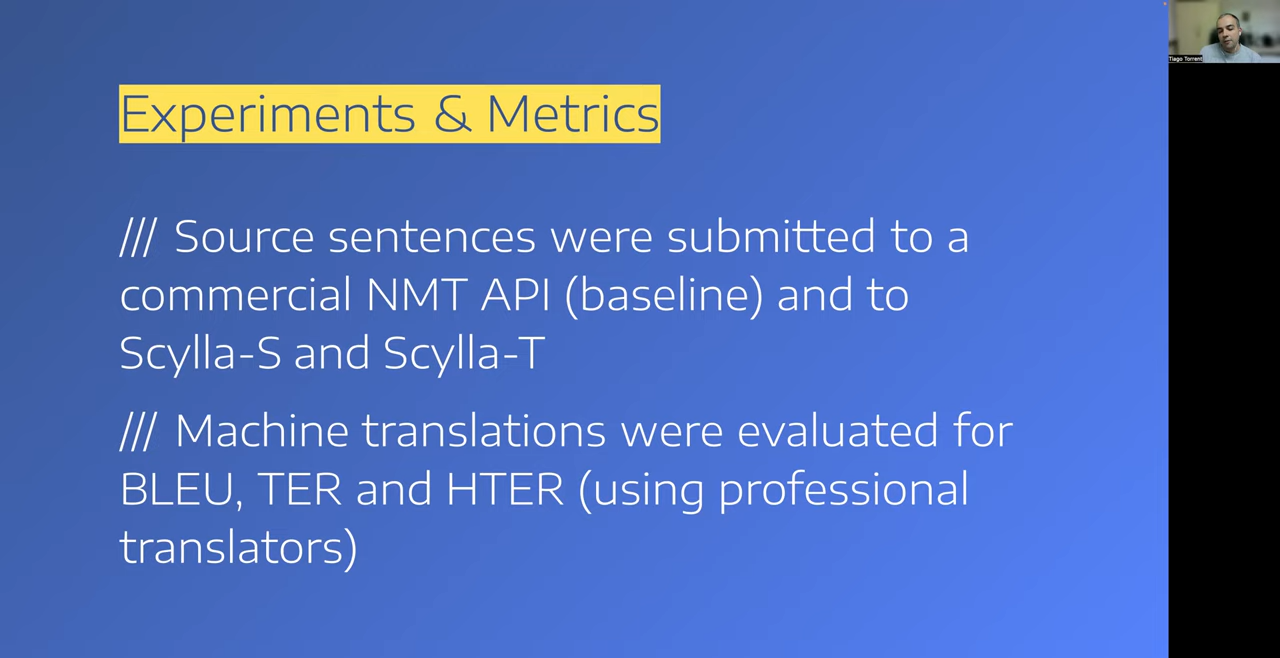 Experiments & Metrics
/// Source sentences were submitted to a
commercial NMT API (baseline) and to
Scylla-S and Scylla-T
/// Machine translations were evaluated for
BLEU, TER and HTER (using professional
translators)
Tiago Torrent